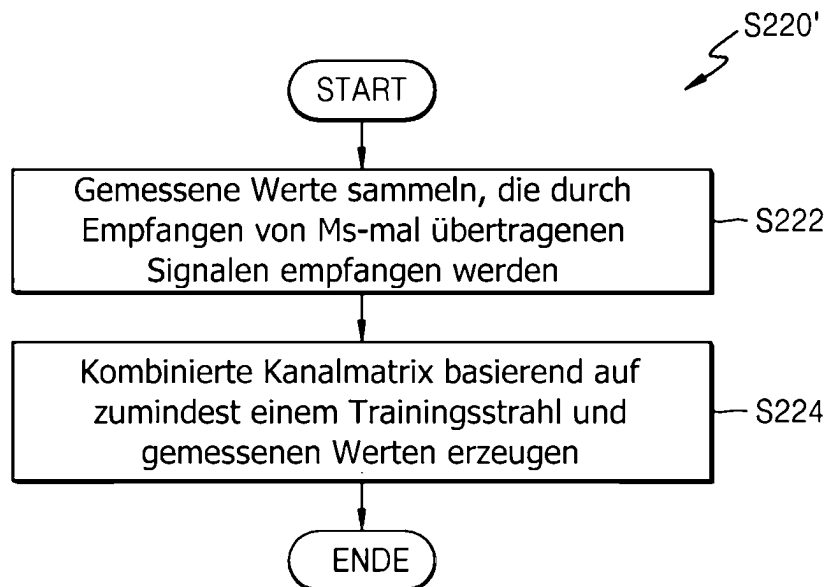 S220'
START
Gemessene Werte sammeln, die durch
Empfangen von Ms-mal übertragenen
Signalen empfangen werden
S222
Kombinierte Kanalmatrix basierend auf
zumindest einem Trainingsstrahl und
gemessenen Werten erzeugen
S224
ENDE